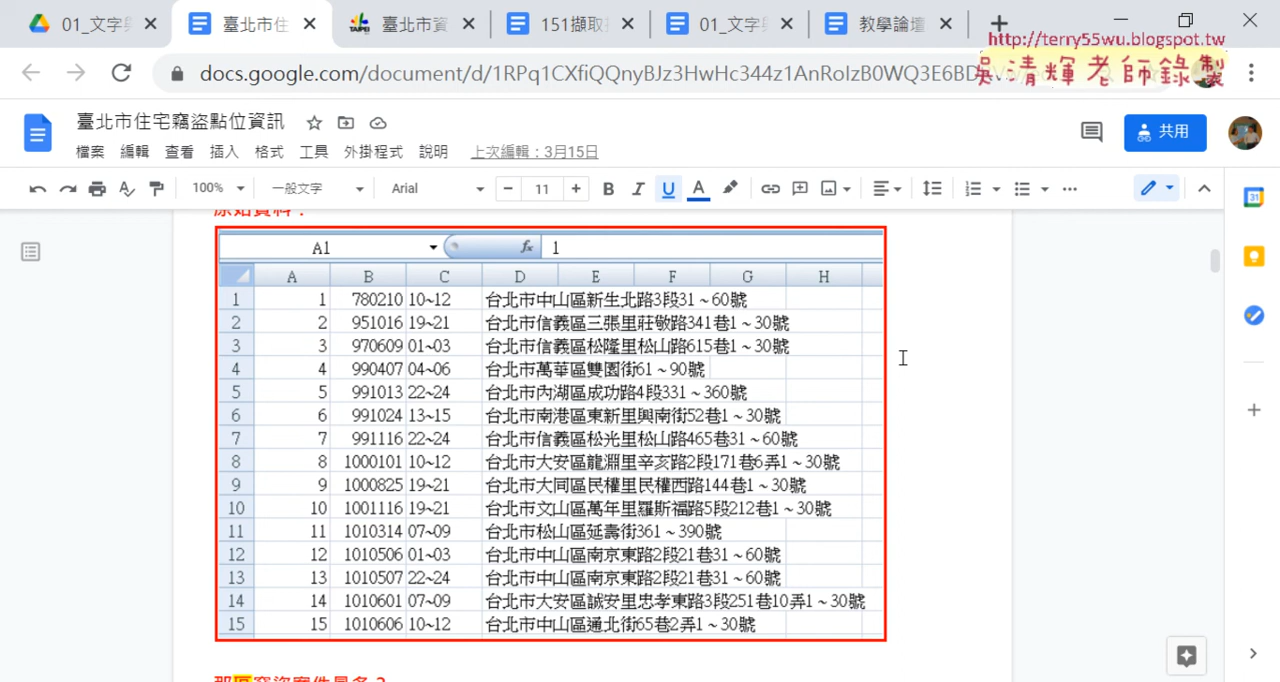 01_文字
臺北市住
臺北市資
151擷取
01_文字
教學論壇
http://terry55wu.blogspot.tw
docs.google.com/document/d/1RPq1CXfiQQnyBJz3HwHc344z1AnRoIzB0WQ3E6BD
吳清輝老師錄製
臺北市住宅竊盜點位資訊
共用
檔案 編輯 查看 插入 格式 工具 外掛程式 說明 上次編輯:3月15日
100% 一般文字 Arial 11 B I U A
31
原始資料:
A1 fx 1
A B C D E F G H
1 1 780210 10~12 台北市中山區新生北路3段31~60號
2 2 951016 19~21 台北市信義區三張里莊敬路341巷1~30號
3 3 970609 01~03 台北市信義區松隆里松山路615巷1~30號
4 4 990407 04~06 台北市萬華區雙園街61~90號
5 5 991013 22~24 台北市內湖區成功路4段331~360號
6 6 991024 13~15 台北市南港區東新里興南街52巷1~30號
7 7 991116 22~24 台北市信義區松光里松山路465巷31~60號
8 8 1000101 10~12 台北市大安區龍淵里辛亥路2段171巷6弄1~30號
9 9 1000825 19~21 台北市大同區民權里民權西路144巷1~30號
10 10 1001116 19~21 台北市文山區萬年里羅斯福路5段212巷1~30號
11 11 1010314 07~09 台北市松山區延壽街361~390號
12 12 1010506 01~03 台北市中山區南京東路2段21巷31~60號
13 13 1010507 22~24 台北市中山區南京東路2段21巷31~60號
14 14 1010601 07~09 台北市大安區誠安里忠孝東路3段251巷10弄1~30號
15 15 1010606 10~12 台北市中山區通北街65巷2弄1~30號
那區竊盜案件最多?